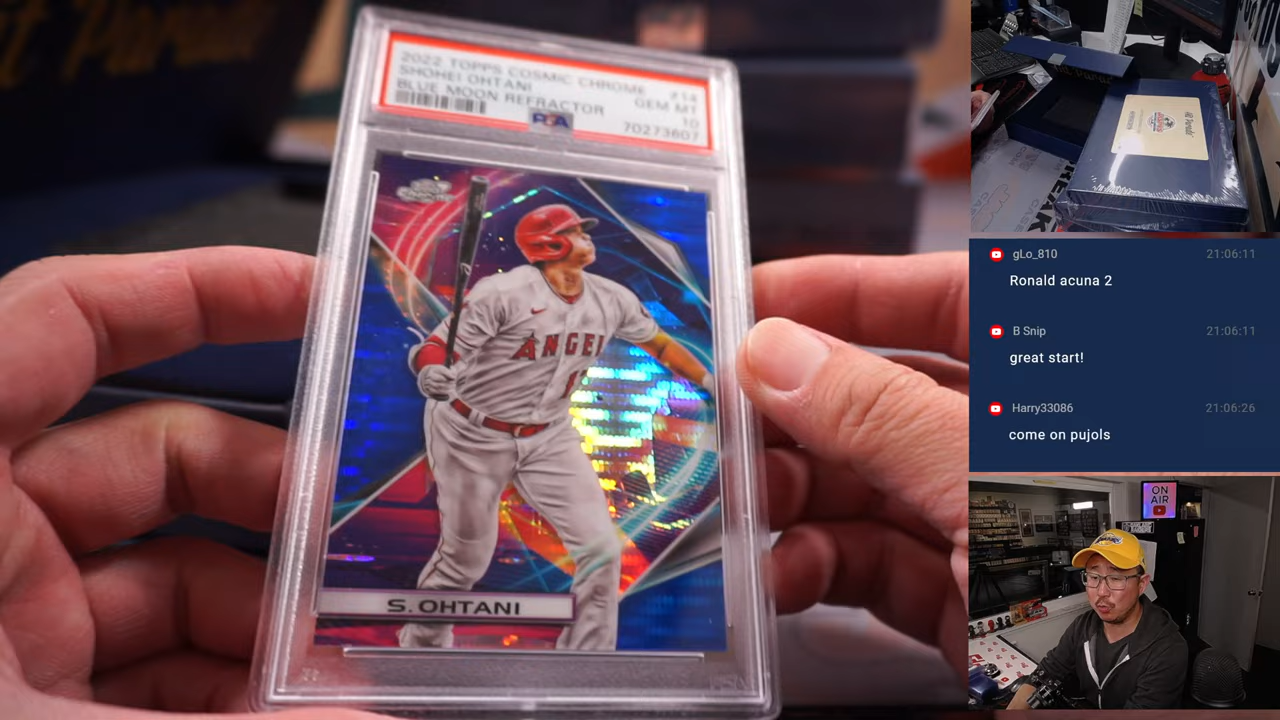 2022 TOPPS COSMIC CHROME #14
SHOHEI OHTANI GEM MT
BLUE MOON REFRACTOR 10
PSA 70273607
ANGEL
S. OHTANI
gLo_810 21:06:11
Ronald acuna 2
B Snip 21:06:11
great start!
Harry33086 21:06:26
come on pujols
ON
AIR